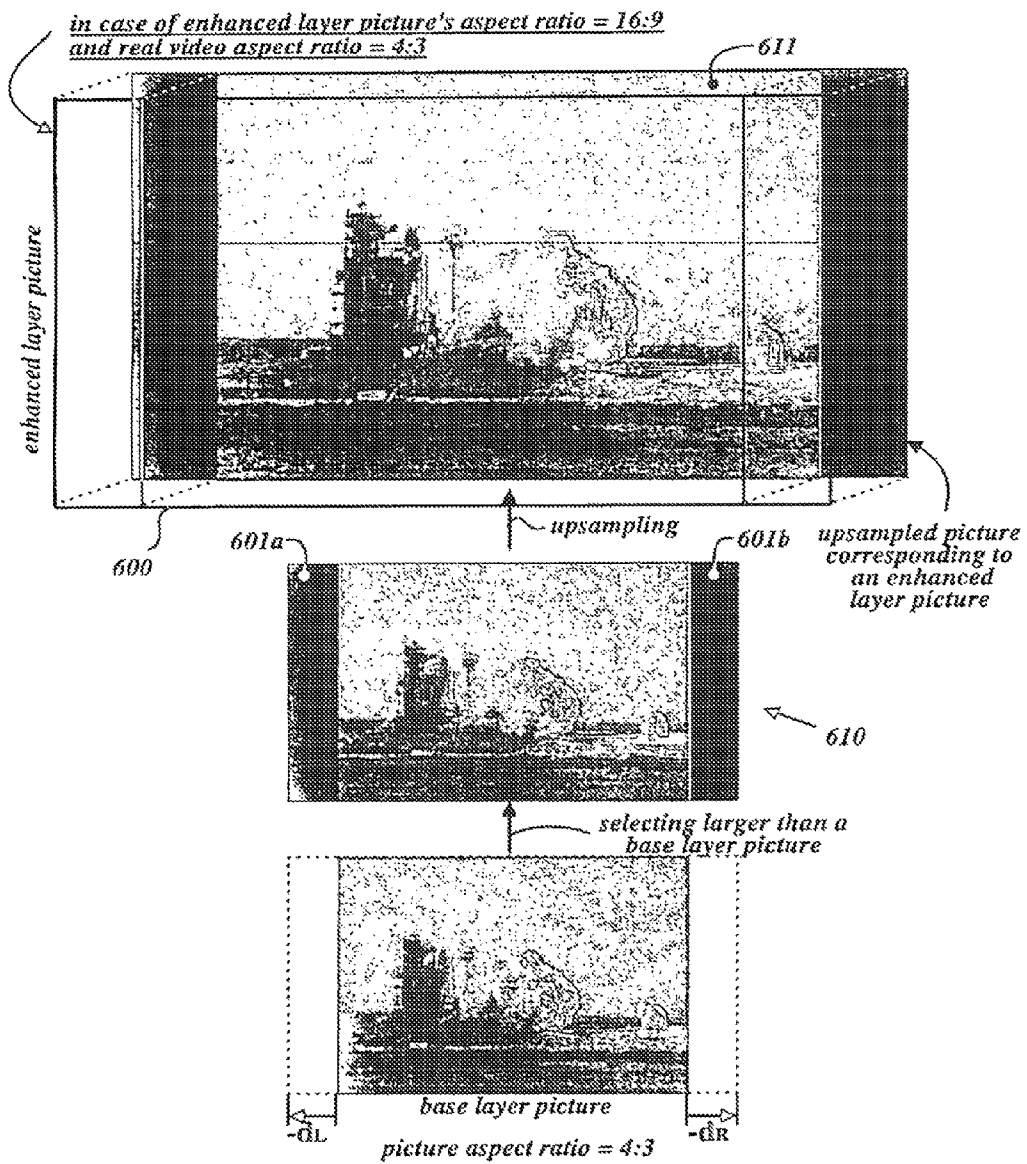 in case of enhanced layer picture's aspect ratio = 16:9
and real video aspect ratio = 4:3
611
enhanced layer picture
600
upsampling
601a
601b
upsampled picture
corresponding to
an enhanced
layer picture
610
selecting larger than a
base layer picture
base layer picture
-dL
-dR
picture aspect ratio = 4:3